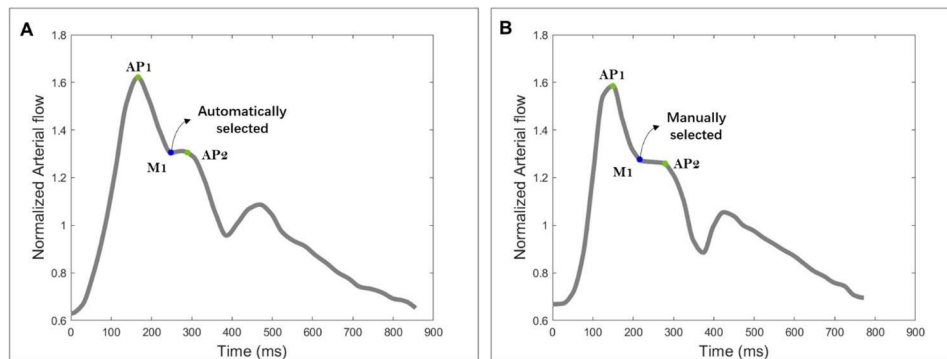 A
1.8
1.6
1.4
1.2
1
0.8
0.6
Normalized Arterial flow
AP1
Automatically
selected
M1
AP2
0 100 200 300 400 500 600 700 800 900
Time (ms)
B
1.8
1.6
1.4
1.2
1
0.8
0.6
Normalized Arterial flow
AP1
Manually
selected
M1
AP2
0 100 200 300 400 500 600 700 800 900
Time (ms)